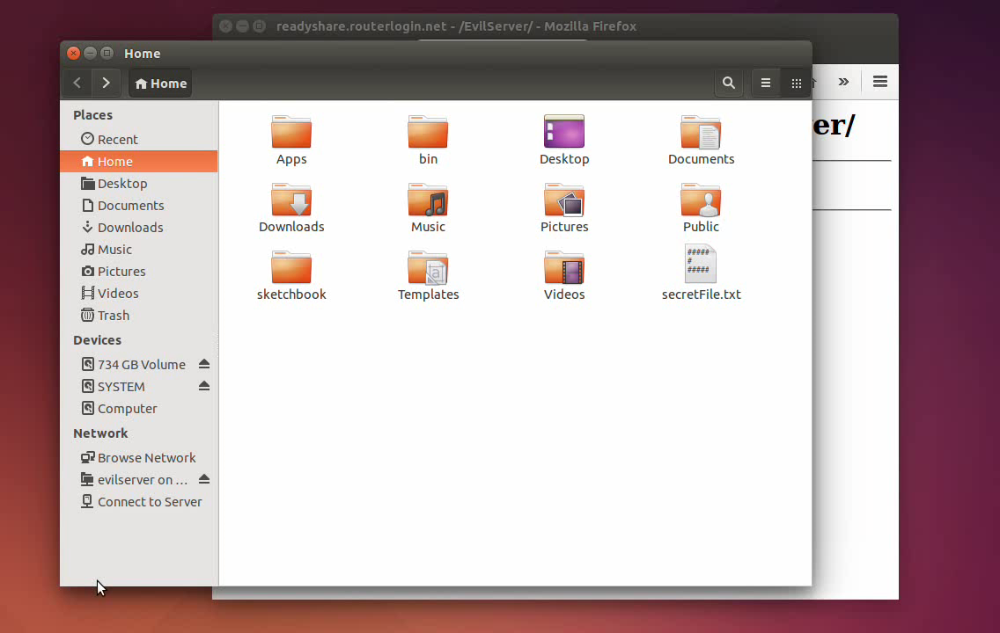 readyshare.routerlogin.net - /EvilServer/ - Mozilla Firefox
Home
Home
er/
Places
Recent
Home
Desktop
Documents
Downloads
Music
Pictures
Videos
Trash
Devices
734 GB Volume
SYSTEM
Computer
Network
Browse Network
evilserver on ...
Connect to Server
Apps
bin
Desktop
Documents
Downloads
Music
Pictures
Public
#####
#
#####
sketchbook
Templates
Videos
secretFile.txt